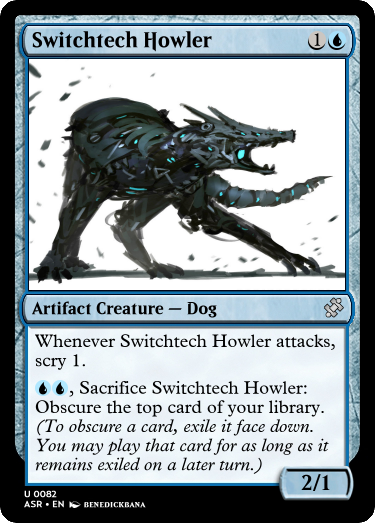 Switchtech Howler 1
Artifact Creature — Dog
Whenever Switchtech Howler attacks,
scry 1.
, Sacrifice Switchtech Howler:
Obscure the top card of your library.
(To obscure a card, exile it face down.
You may play that card for as long as it
remains exiled on a later turn.)
2/1
U 0082
ASR • EN BENEDICKBANA